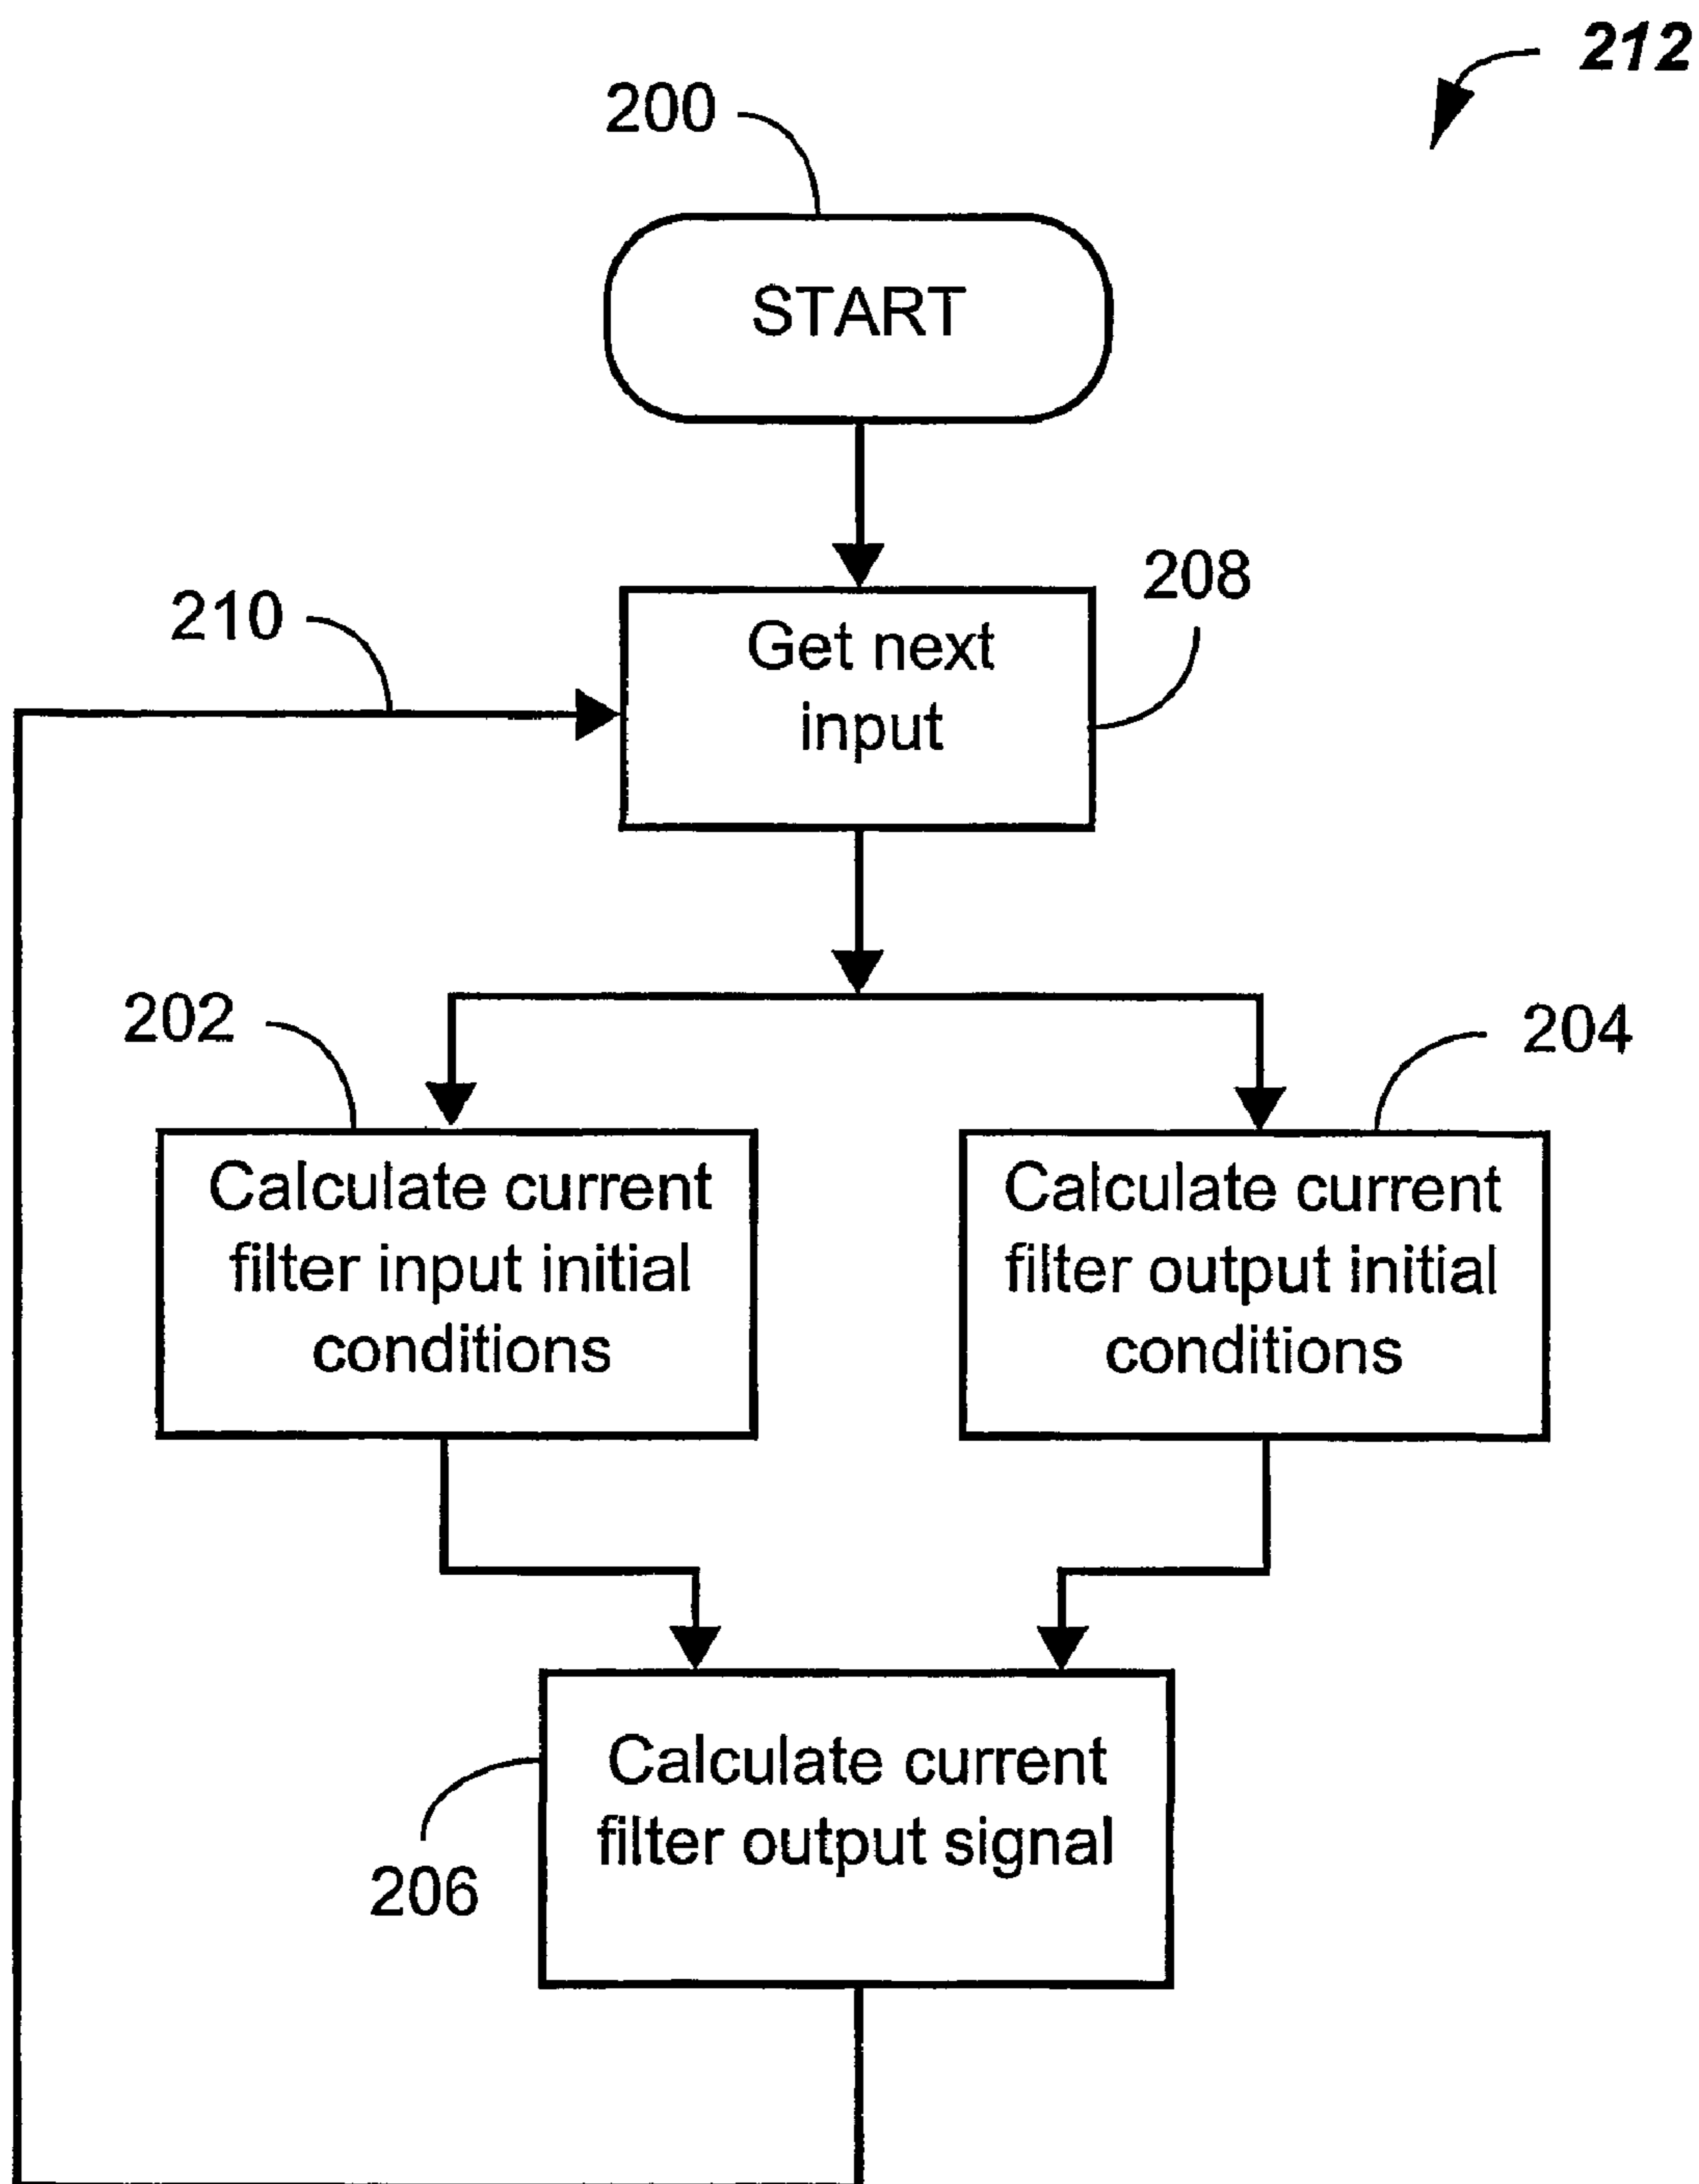 212
200
START
208
210
Get next
input
202
204
Calculate current
filter input initial
conditions
Calculate current
filter output initial
conditions
Calculate current
filter output signal
206